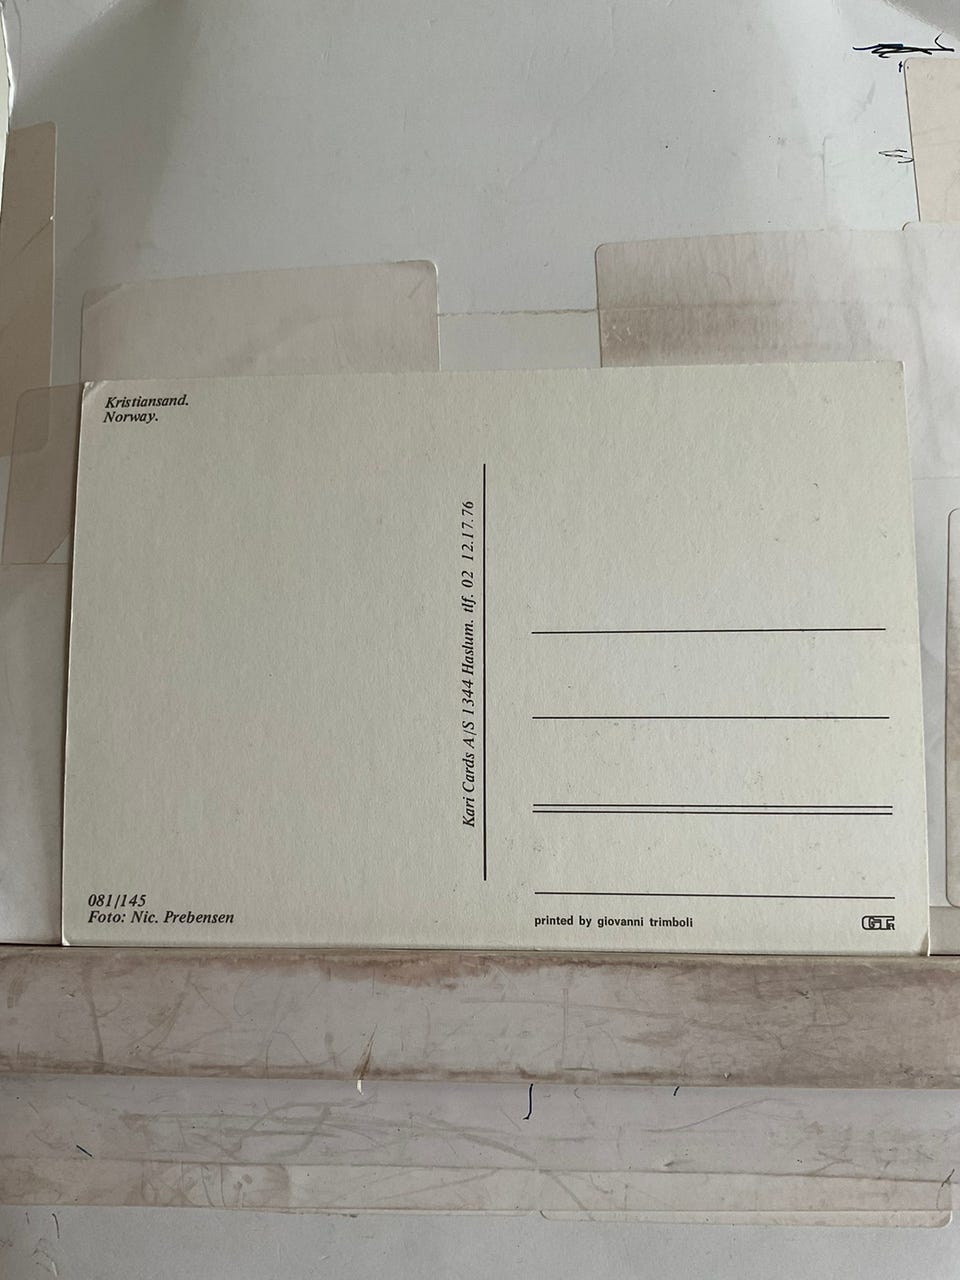 Kristiansand.
Norway.
Kari Cards A/S 1344 Haslum. tlf. 02 12.17.76
081/145
Foto: Nic. Prebensen
printed by giovanni trimboli
GTR